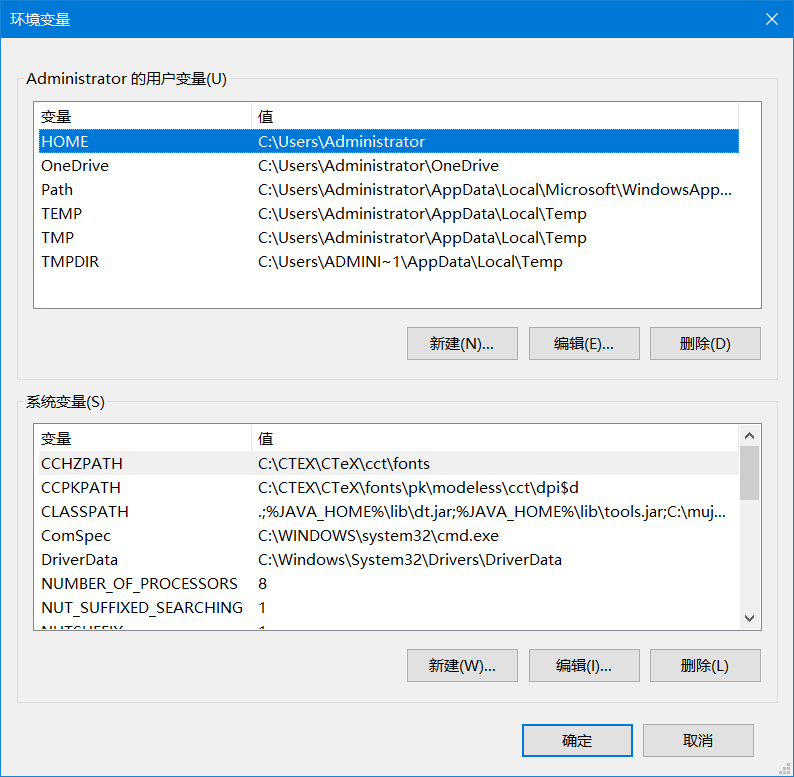 环境变量
Administrator 的用户变量(U)
变量 值
HOME C:\Users\Administrator
OneDrive C:\Users\Administrator\OneDrive
Path C:\Users\Administrator\AppData\Local\Microsoft\WindowsApp...
TEMP C:\Users\Administrator\AppData\Local\Temp
TMP C:\Users\Administrator\AppData\Local\Temp
TMPDIR C:\Users\ADMINI~1\AppData\Local\Temp
新建(N)... 编辑(E)... 删除(D)
系统变量(S)
变量 值
CCHZPATH C:\CTEX\CTeX\cct\fonts
CCPKPATH C:\CTEX\CTeX\fonts\pk\modeless\cct\dpi$d
CLASSPATH .;%JAVA_HOME%\lib\dt.jar;%JAVA_HOME%\lib\tools.jar;C:\muj...
ComSpec C:\WINDOWS\system32\cmd.exe
DriverData C:\Windows\System32\Drivers\DriverData
NUMBER_OF_PROCESSORS 8
NUT_SUFFIXED_SEARCHING 1
新建(W)... 编辑(I)... 删除(L)
确定 取消